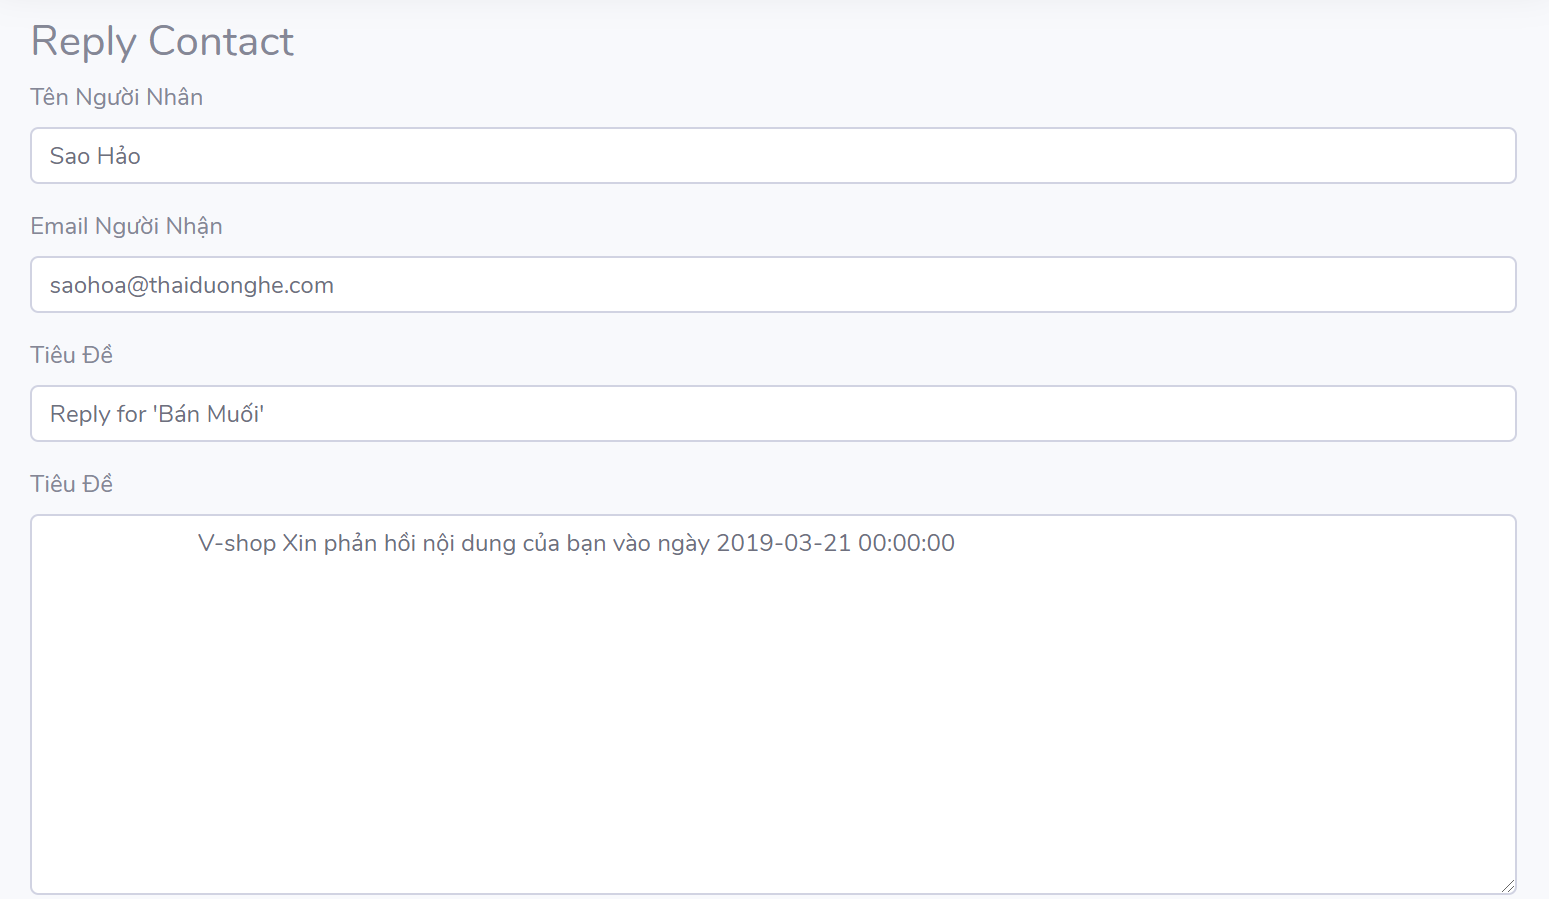 Reply Contact
Tên Người Nhân
Sao Hảo
Email Người Nhận
saohoa@thaiduonghe.com
Tiêu Đề
Reply for 'Bán Muối'
Tiêu Đề
V-shop Xin phản hồi nội dung của bạn vào ngày 2019-03-21 00:00:00